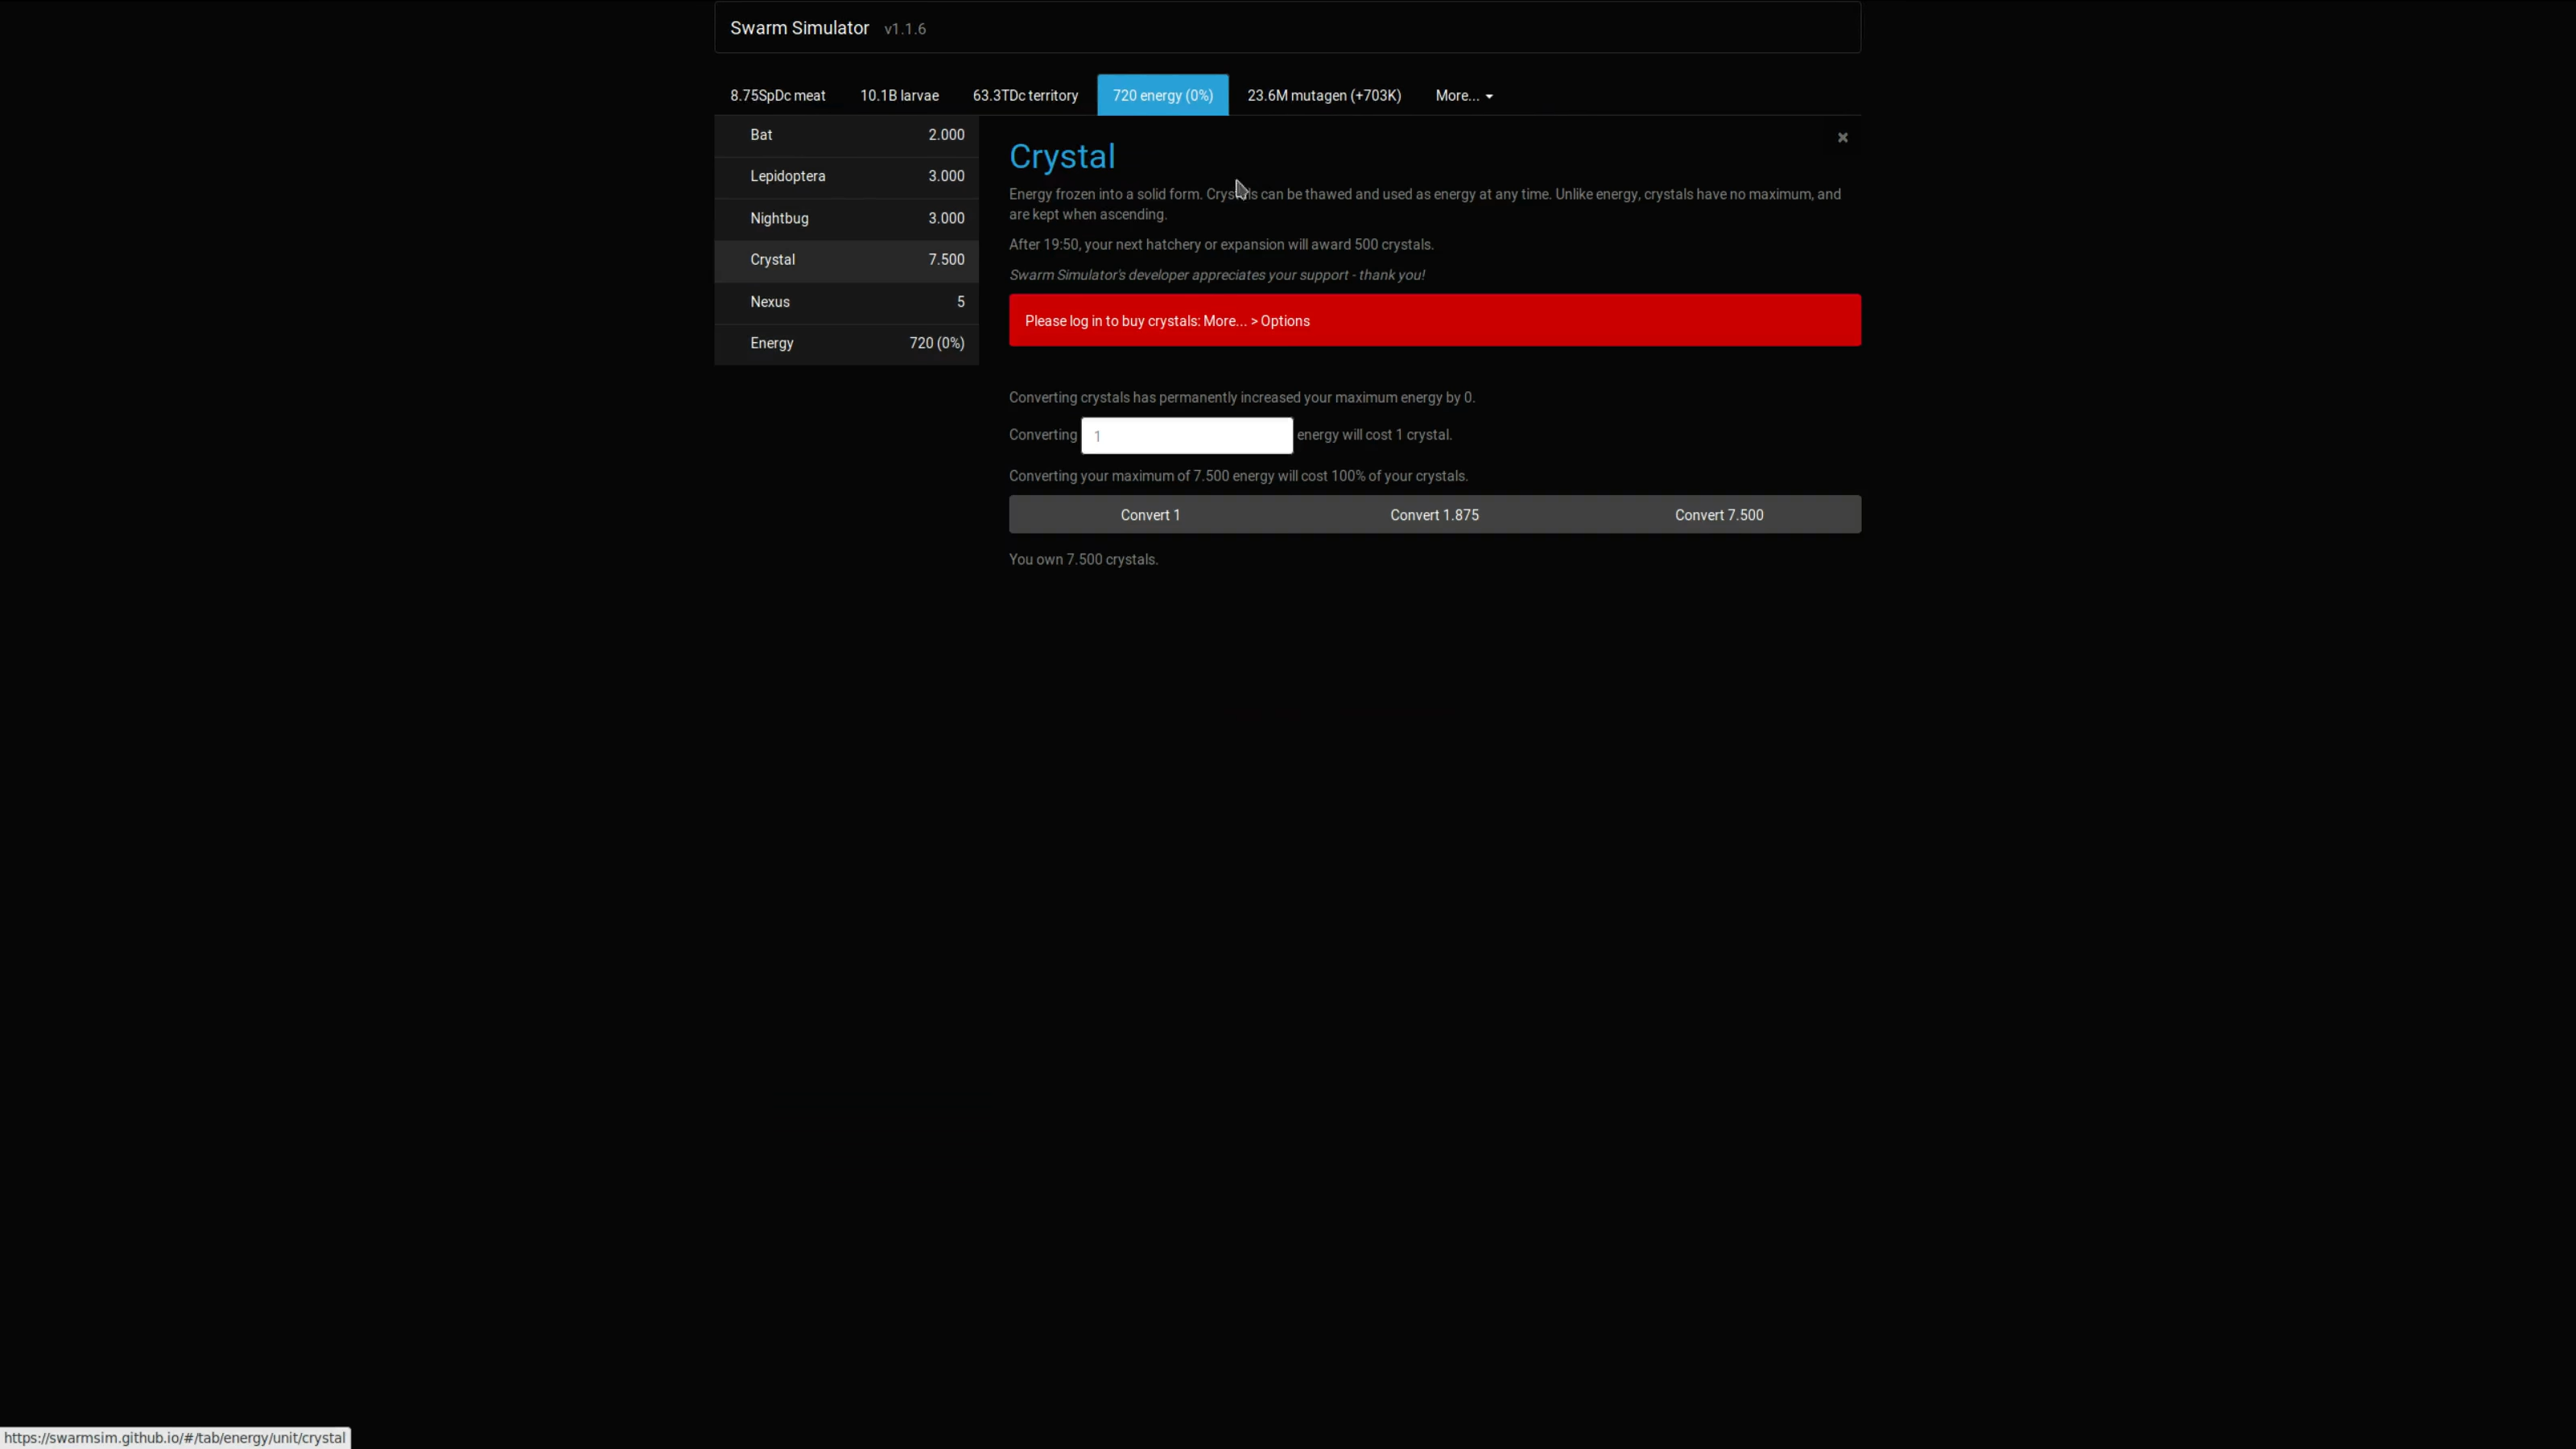 Swarm Simulator v1.1.6
8.75SpDc meat 10.1B larvae 63.3TDc territory 720 energy (0%) 23.6M mutagen (+703K) More...
Bat 2.000
Lepidoptera 3.000
Nightbug 3.000
Crystal 7.500
Nexus 5
Energy 720 (0%)
Crystal
Energy frozen into a solid form. Crystals can be thawed and used as energy at any time. Unlike energy, crystals have no maximum, and
are kept when ascending.
After 19:50, your next hatchery or expansion will award 500 crystals.
Swarm Simulator's developer appreciates your support - thank you!
Please log in to buy crystals: More... > Options
Converting crystals has permanently increased your maximum energy by 0.
Converting 1 energy will cost 1 crystal.
Converting your maximum of 7.500 energy will cost 100% of your crystals.
Convert 1 Convert 1.875 Convert 7.500
You own 7.500 crystals.
https://swarmsim.github.io/#/tab/energy/unit/crystal